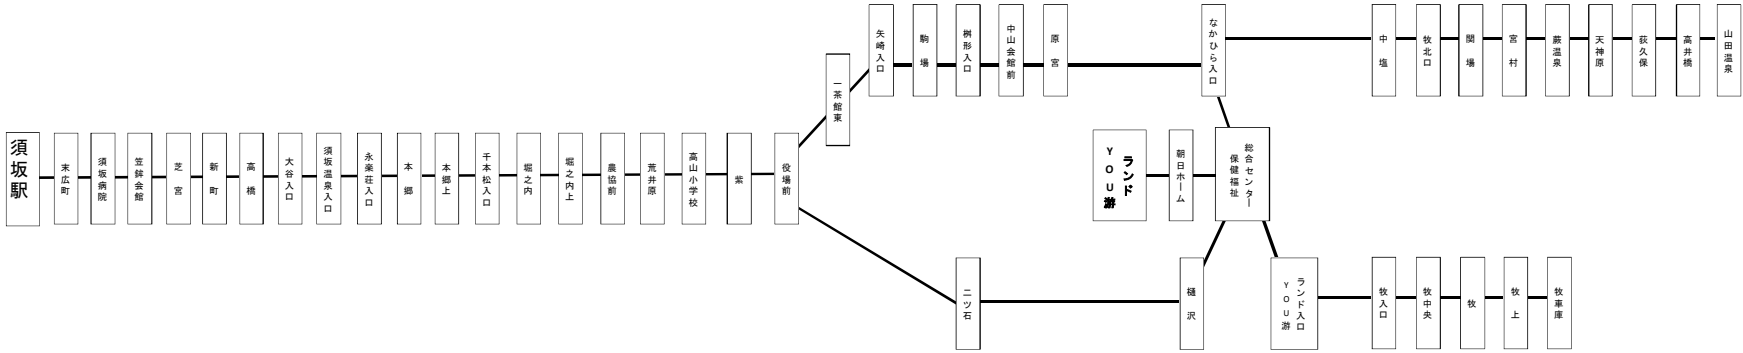 須坂駅
末広町
須坂病院
笠鉾会館
芝宮
新町
高橋
大谷入口
須坂温泉入口
永楽荘入口
本郷
本郷上
千本松入口
堀之内
堀之内上
農協前
荒井原
高山小学校
紫
役場前
一茶館東
矢崎入口
駒場
桝形入口
中山会館前
原宮
なかひら入口
中塩
牧北口
関場
宮村
蕨温泉
天神原
荻久保
高井橋
山田温泉
YOU游
ランド
朝日ホーム
保健福祉
総合センター
二ツ石
樋沢
YOU游
ランド入口
牧入口
牧中央
牧
牧上
牧車庫